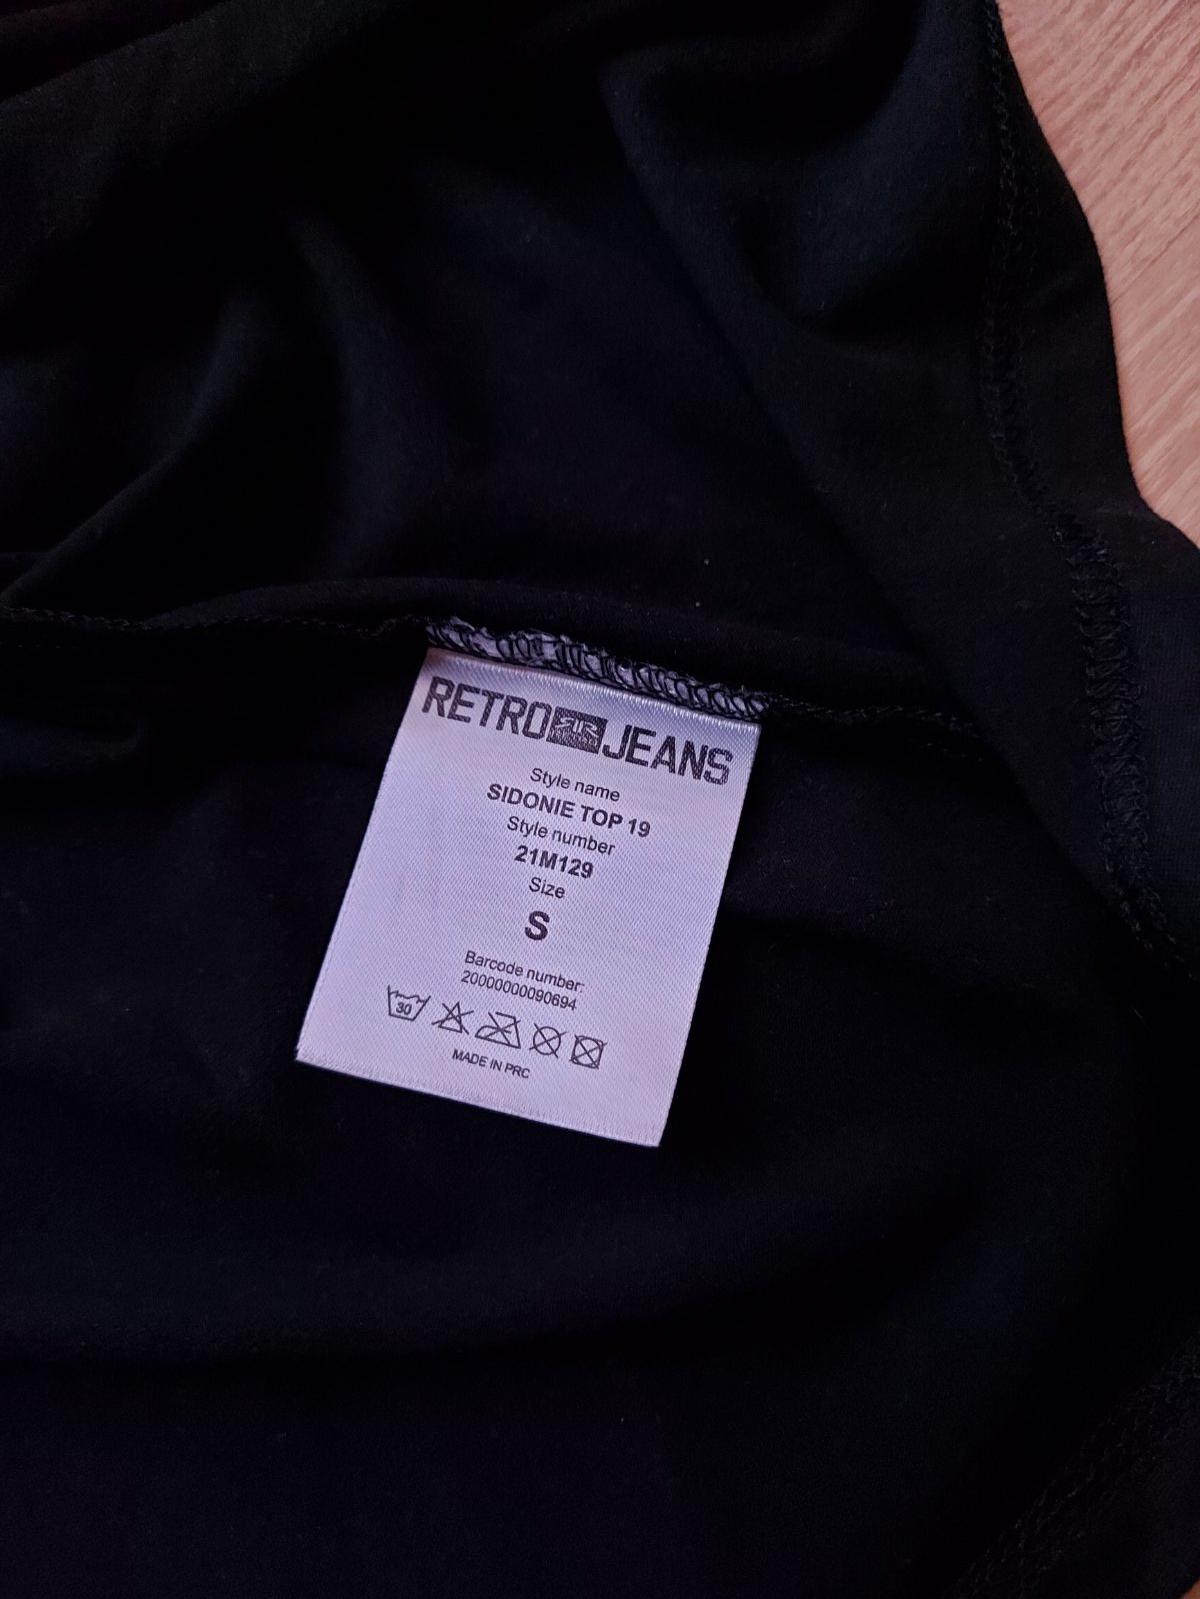 RETRO JEANS
Style name
SIDONIE TOP 19
Style number
21M129
Size
S
Barcode number:
20000000090694
30
MADE IN PRC